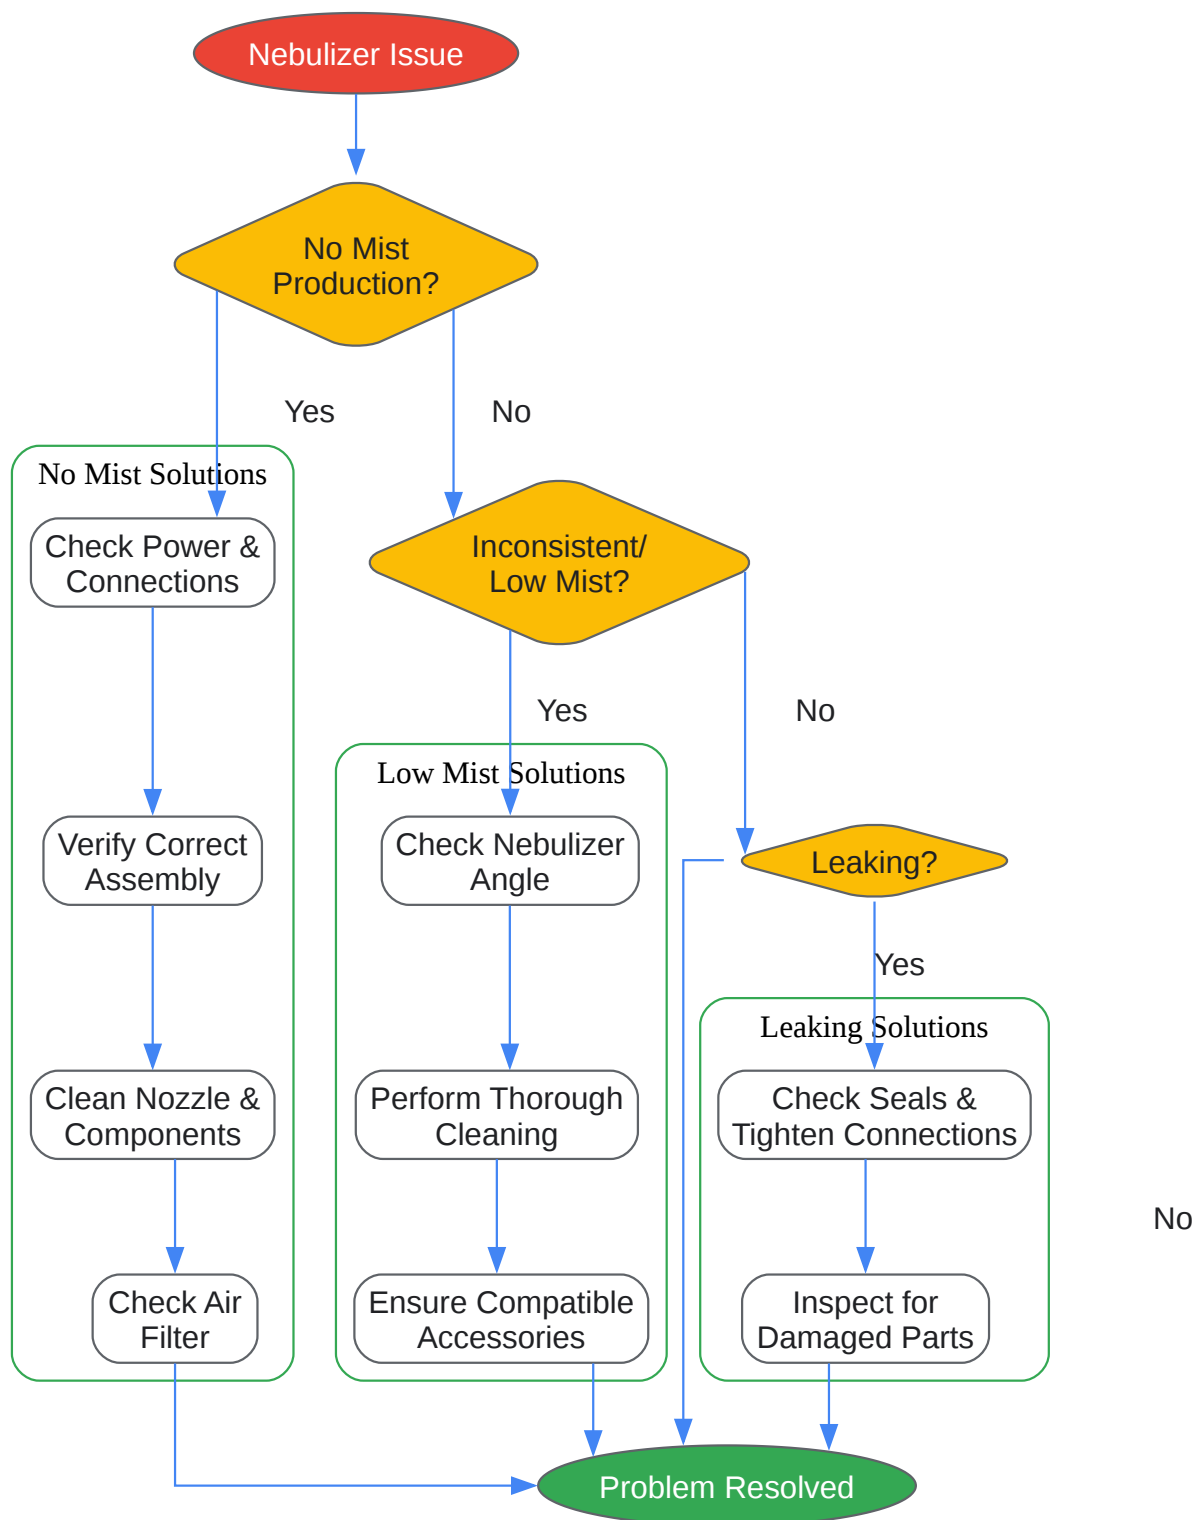 Nebulizer Issue
No Mist
Production?
Yes
No
No Mist Solutions
Check Power &
Connections
Inconsistent/
Low Mist?
Yes
No
Low Mist Solutions
Verify Correct
Assembly
Check Nebulizer
Angle
Leaking?
Yes
Leaking Solutions
Clean Nozzle &
Components
Perform Thorough
Cleaning
Check Seals &
Tighten Connections
No
Check Air
Filter
Ensure Compatible
Accessories
Inspect for
Damaged Parts
Problem Resolved